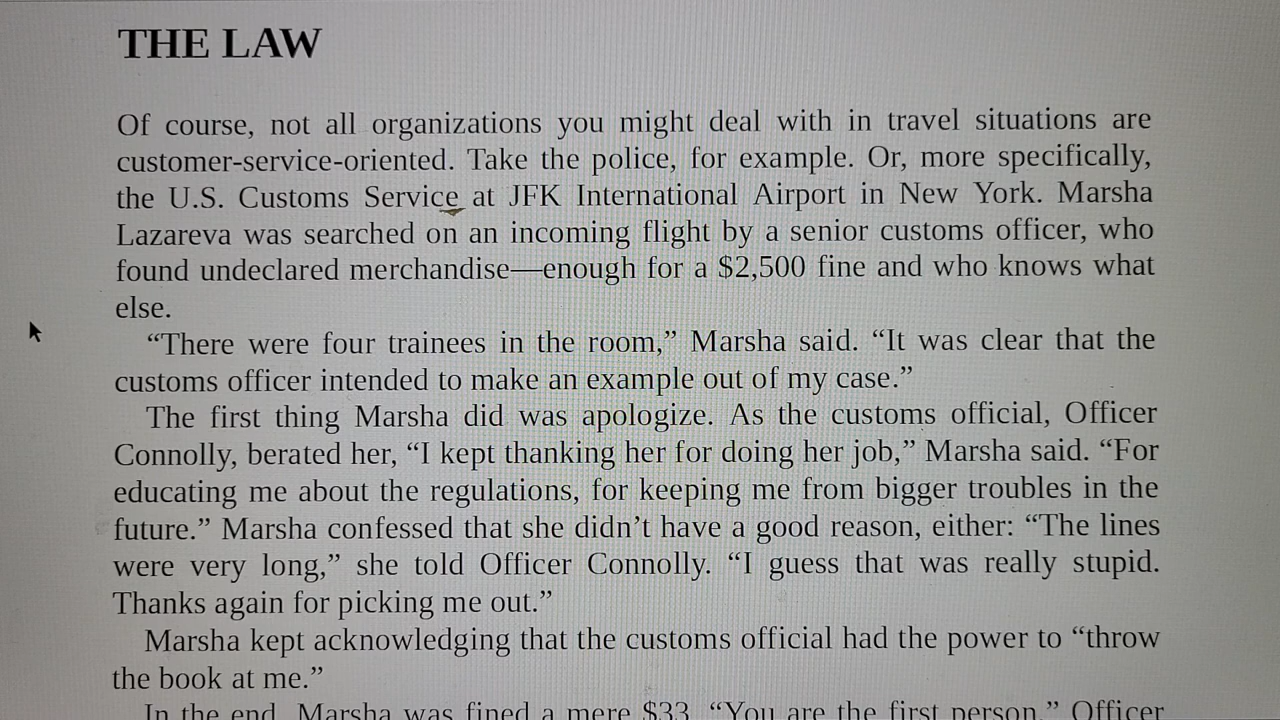 THE LAW
Of course, not all organizations you might deal with in travel situations are
customer-service-oriented. Take the police, for example. Or, more specifically,
the U.S. Customs Service at JFK International Airport in New York. Marsha
Lazareva was searched on an incoming flight by a senior customs officer, who
found undeclared merchandise—enough for a $2,500 fine and who knows what
else.
“There were four trainees in the room,” Marsha said. “It was clear that the
customs officer intended to make an example out of my case.”
The first thing Marsha did was apologize. As the customs official, Officer
Connolly, berated her, “I kept thanking her for doing her job,” Marsha said. “For
educating me about the regulations, for keeping me from bigger troubles in the
future.” Marsha confessed that she didn’t have a good reason, either: “The lines
were very long,” she told Officer Connolly. “I guess that was really stupid.
Thanks again for picking me out.”
Marsha kept acknowledging that the customs official had the power to “throw
the book at me.”
In the end, Marsha was fined a mere $33. “You are the first person,” Officer